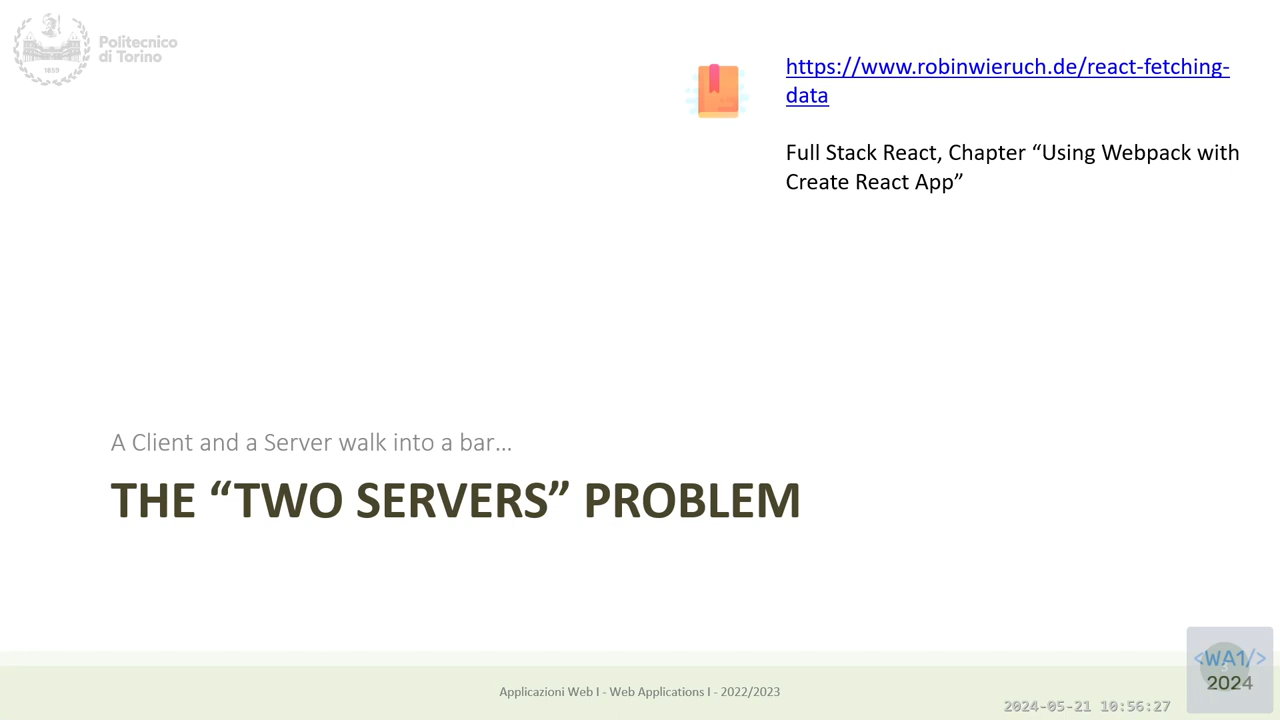 Politecnico
di Torino
1859
https://www.robinwieruch.de/react-fetching-
data
Full Stack React, Chapter “Using Webpack with
Create React App”
A Client and a Server walk into a bar…
THE “TWO SERVERS” PROBLEM
Applicazioni Web I - Web Applications I - 2022/2023
<WA1/>
3
2024
2024-05-21 10:56:27